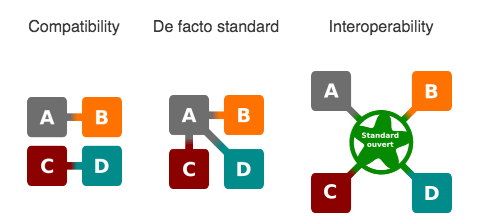 Compatibility
De facto standard
Interoperability
A
B
C
D
A
B
C
D
A
B
Standard
ouvert
C
D